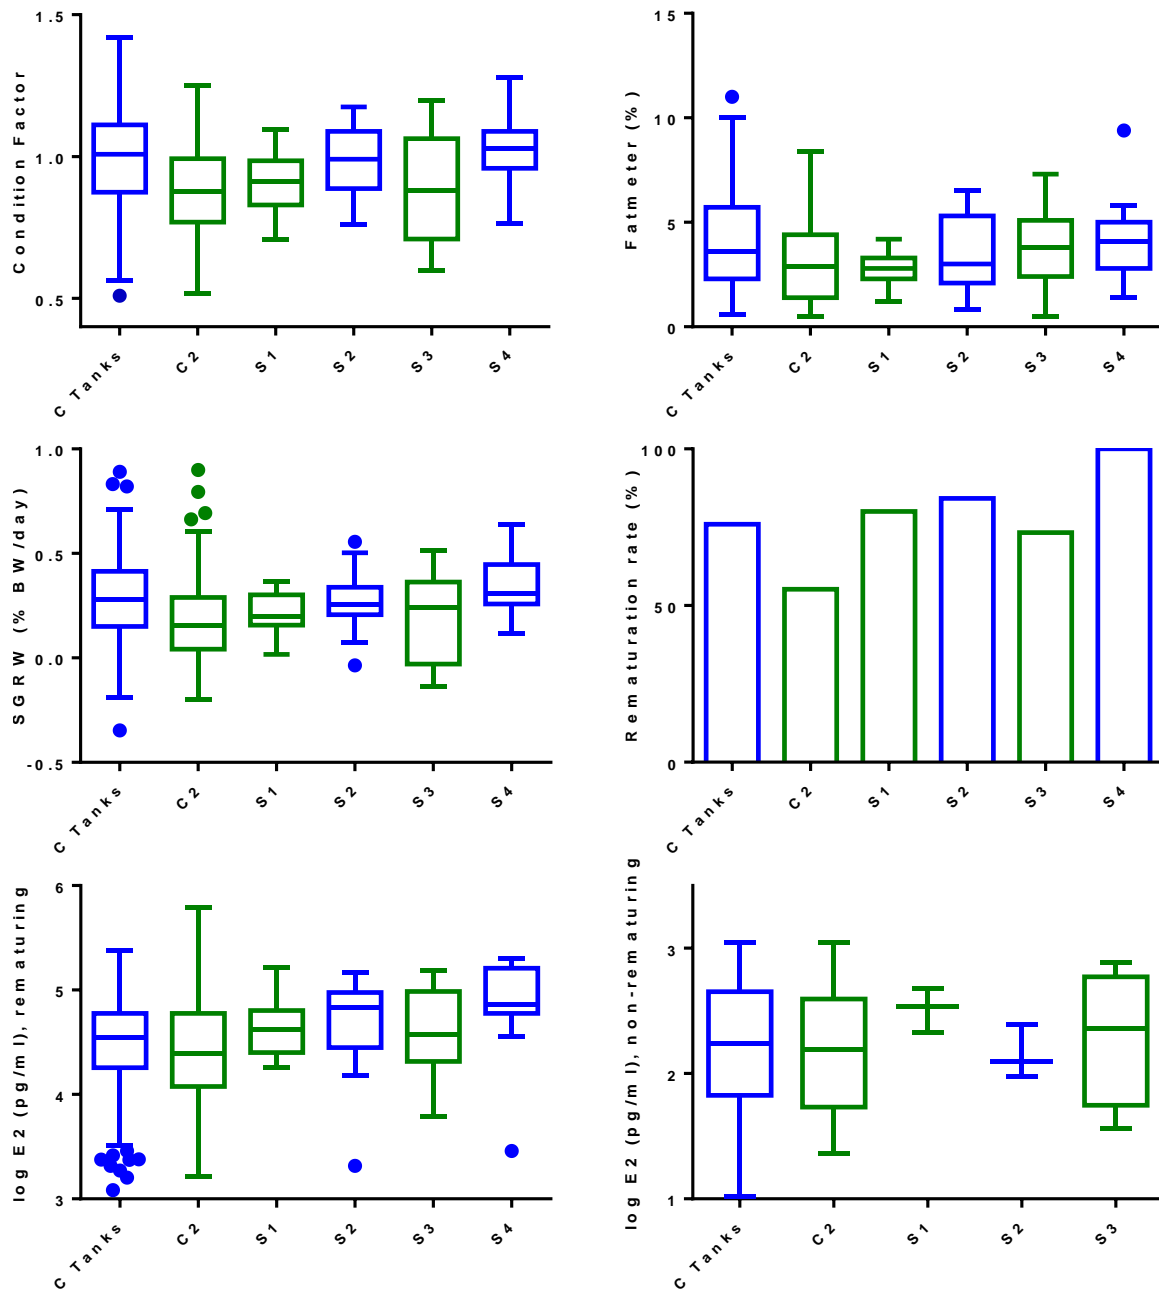 Condition Factor
1.5
1.0
0.5
C Tanks
C2
S1
S2
S3
S4
Fatmeter (%)
15
10
5
0
C Tanks
C2
S1
S2
S3
S4
SGRW (% BW/day)
1.0
0.5
0.0
-0.5
C Tanks
C2
S1
S2
S3
S4
Rematuration rate (%)
100
50
0
C Tanks
C2
S1
S2
S3
S4
log E2 (pg/ml), rematuring
6
5
4
3
C Tanks
C2
S1
S2
S3
S4
log E2 (pg/ml), non-rematuring
3
2
1
C Tanks
C2
S1
S2
S3